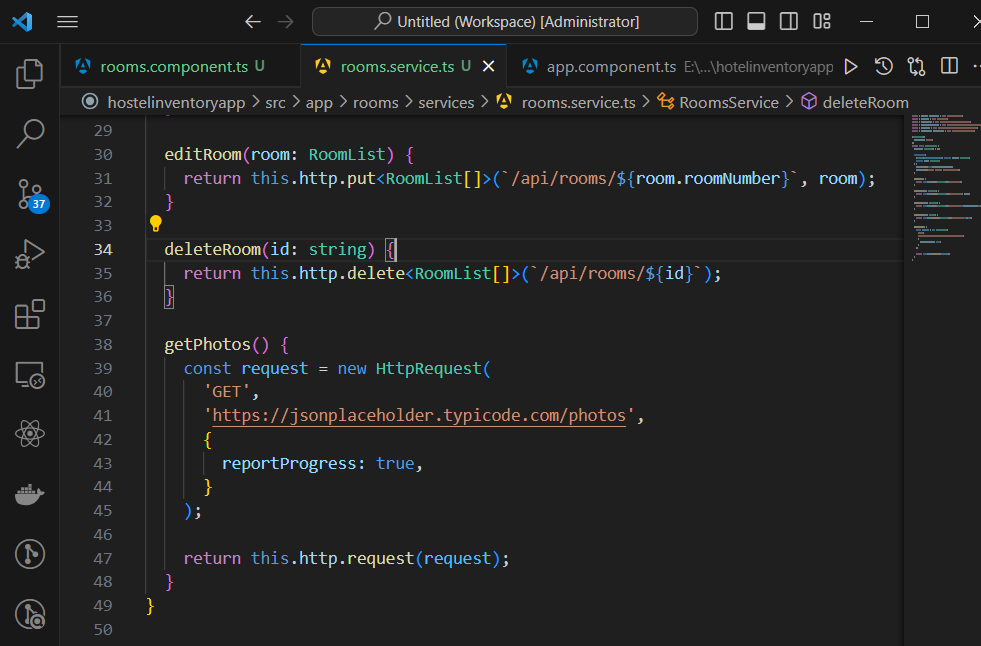 Untitled (Workspace) [Administrator]
rooms.component.ts U
rooms.service.ts U
app.component.ts E:\...\hotelinventoryapp
hostelinventoryapp > src > app > rooms > services > rooms.service.ts > RoomsService > deleteRoom
37
29
30 editRoom(room: RoomList) {
31 return this.http.put<RoomList[]>(`/api/rooms/${room.roomNumber}`, room);
32 }
33
34 deleteRoom(id: string) {
35 return this.http.delete<RoomList[]>(`/api/rooms/${id}`);
36 }
37
38 getPhotos() {
39 const request = new HttpRequest(
40 'GET',
41 'https://jsonplaceholder.typicode.com/photos',
42 {
43 reportProgress: true,
44 }
45 );
46
47 return this.http.request(request);
48 }
49 }
50